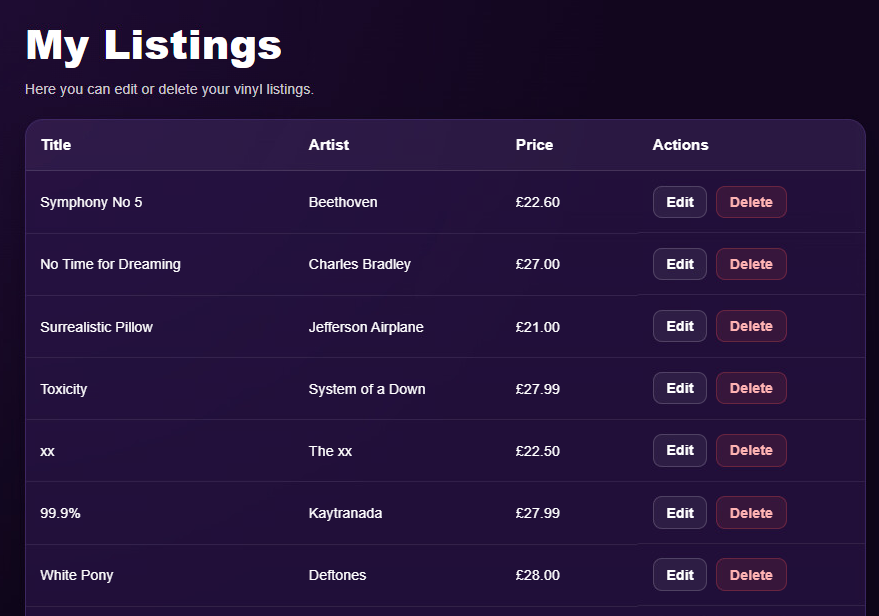 My Listings
Here you can edit or delete your vinyl listings.
Title Artist Price Actions
Symphony No 5 Beethoven £22.60 Edit Delete
No Time for Dreaming Charles Bradley £27.00 Edit Delete
Surrealistic Pillow Jefferson Airplane £21.00 Edit Delete
Toxicity System of a Down £27.99 Edit Delete
xx The xx £22.50 Edit Delete
99.9% Kaytranada £27.99 Edit Delete
White Pony Deftones £28.00 Edit Delete